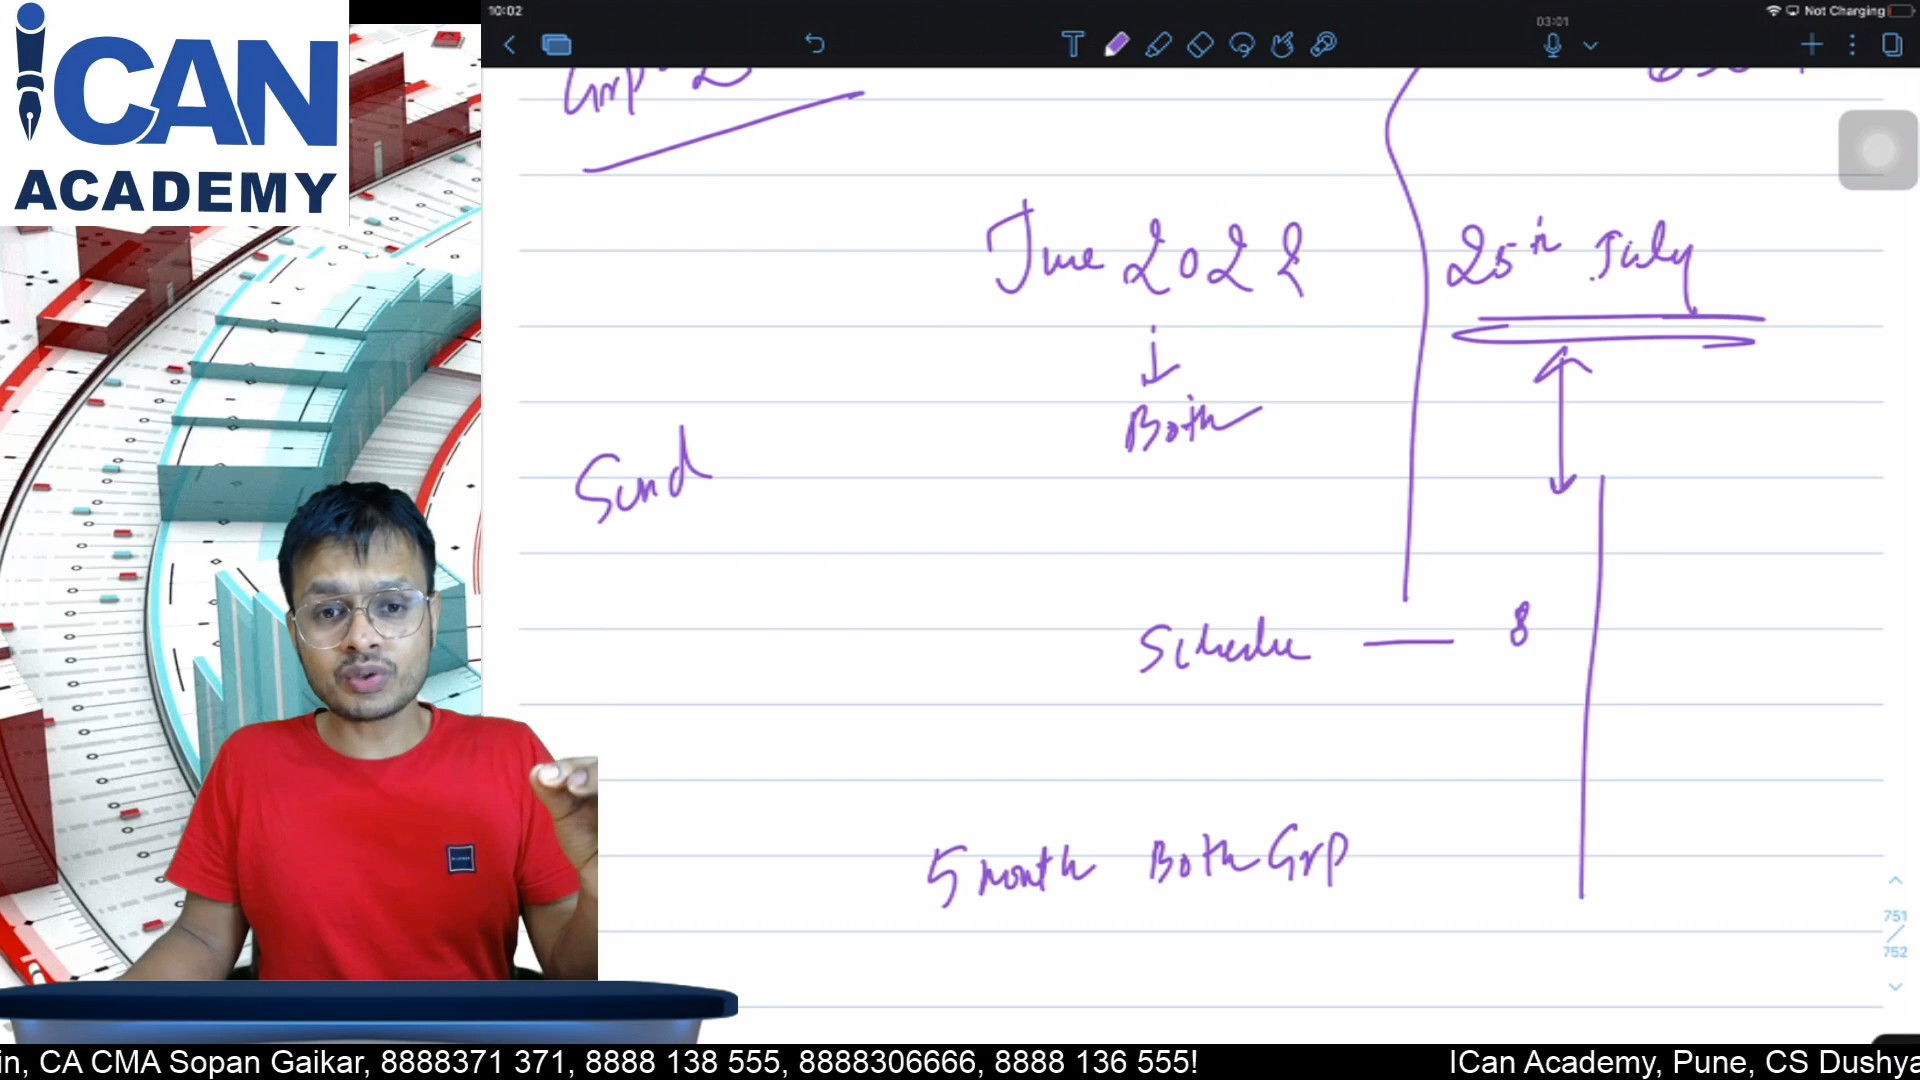 iCAN
ACADEMY
10:02
03:01
Not Charging
T
Grp-2
June 2022
25th July
Both
8
5 month Both Grp
751
752
in, CA CMA Sopan Gaikar, 8888371 371, 8888 138 555, 8888306666, 8888 136 555!
ICan Academy, Pune, CS Dushya